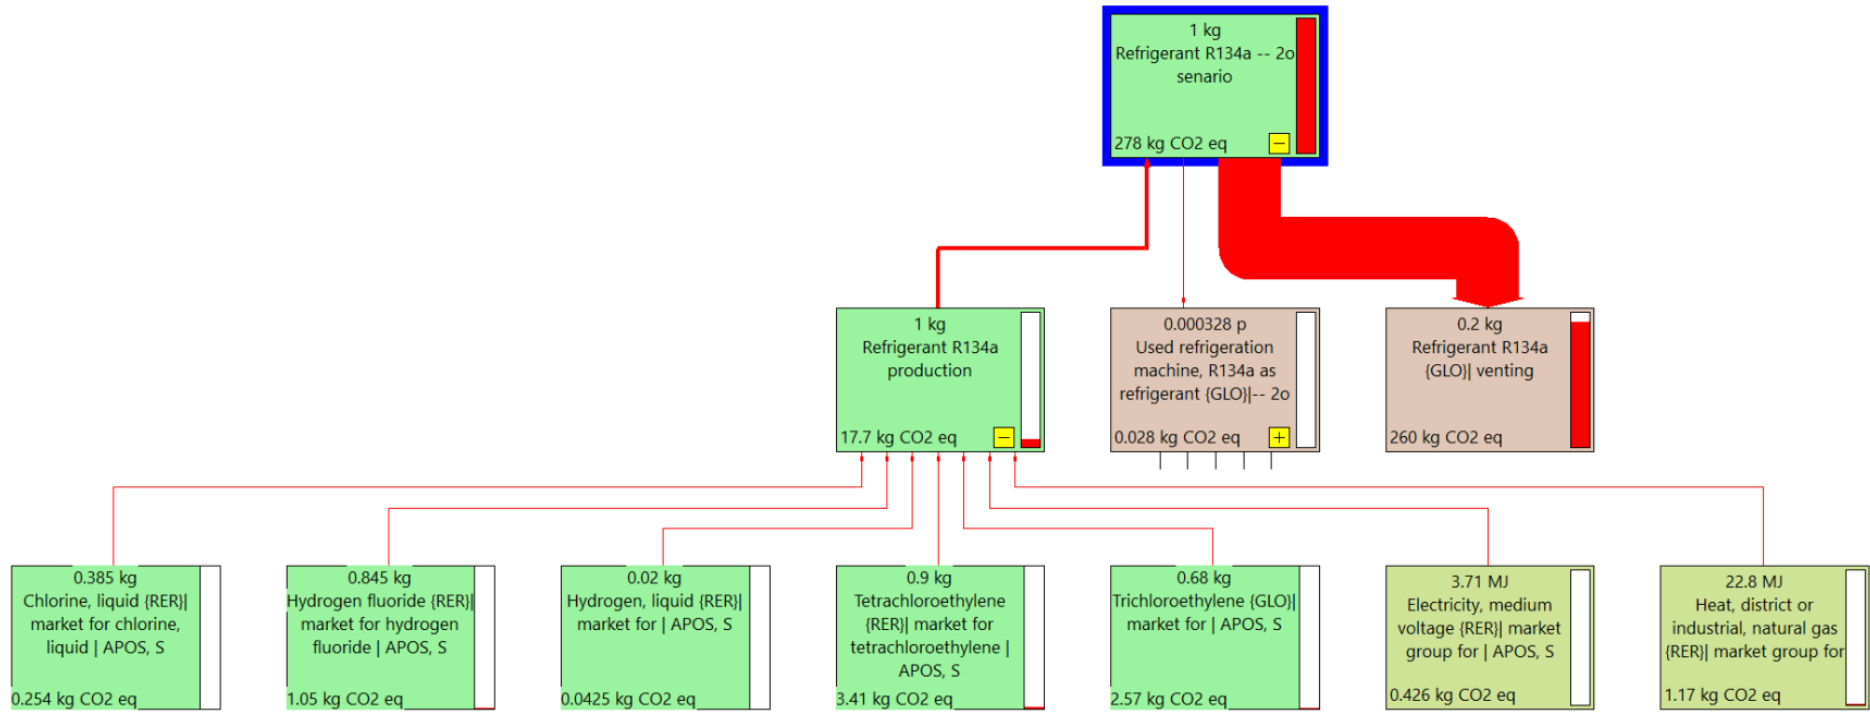 1 kg
Refrigerant R134a -- 2o
senario
278 kg CO2 eq
−
1 kg
Refrigerant R134a
production
17.7 kg CO2 eq
−
0.000328 p
Used refrigeration
machine, R134a as
refrigerant {GLO}|-- 2o
0.028 kg CO2 eq
+
0.2 kg
Refrigerant R134a
{GLO}| venting
260 kg CO2 eq
0.385 kg
Chlorine, liquid {RER}|
market for chlorine,
liquid | APOS, S
0.254 kg CO2 eq
0.845 kg
Hydrogen fluoride {RER}|
market for hydrogen
fluoride | APOS, S
1.05 kg CO2 eq
0.02 kg
Hydrogen, liquid {RER}|
market for | APOS, S
0.0425 kg CO2 eq
0.9 kg
Tetrachloroethylene
{RER}| market for
tetrachloroethylene |
APOS, S
3.41 kg CO2 eq
0.68 kg
Trichloroethylene {GLO}|
market for | APOS, S
2.57 kg CO2 eq
3.71 MJ
Electricity, medium
voltage {RER}| market
group for | APOS, S
0.426 kg CO2 eq
22.8 MJ
Heat, district or
industrial, natural gas
{RER}| market group for
1.17 kg CO2 eq